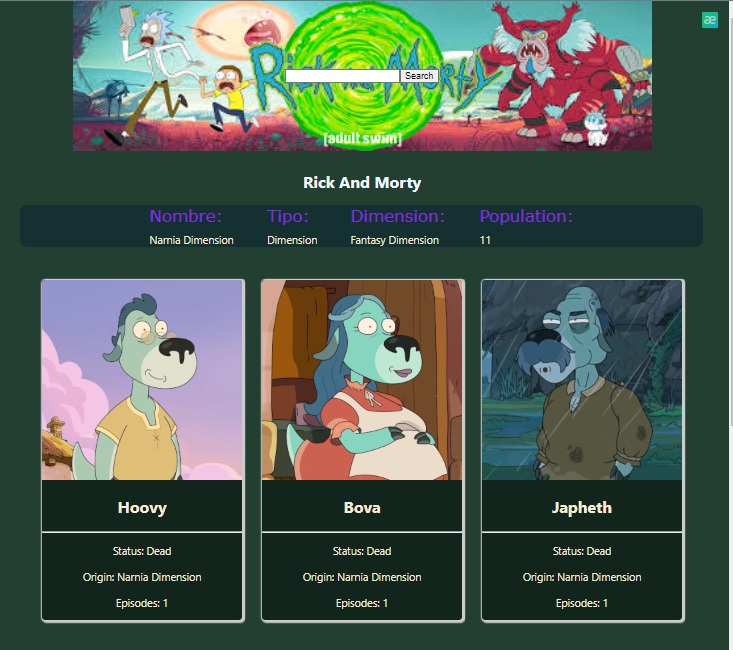 Rick and Morty
Search
[adult swim]
æ
Rick And Morty
Nombre: Tipo: Dimension: Population:
Narnia Dimension Dimension Fantasy Dimension 11
Hoovy Bova Japheth
Status: Dead Status: Dead Status: Dead
Origin: Narnia Dimension Origin: Narnia Dimension Origin: Narnia Dimension
Episodes: 1 Episodes: 1 Episodes: 1